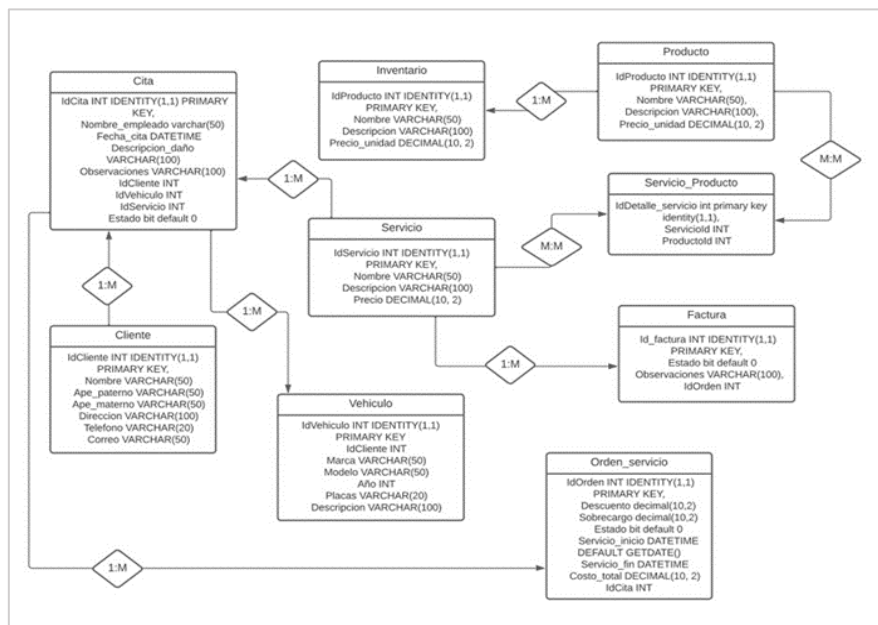 Cita
IdCita INT IDENTITY(1,1) PRIMARY
KEY,
Nombre_empleado varchar(50)
Fecha_cita DATETIME
Descripcion_daño
VARCHAR(100)
Observaciones VARCHAR(100)
IdCliente INT
IdVehiculo INT
IdServicio INT
Estado bit default 0
Inventario
IdProducto INT IDENTITY(1,1)
PRIMARY KEY,
Nombre VARCHAR(50)
Descripcion VARCHAR(100)
Precio_unidad DECIMAL(10, 2)
1:M
Producto
IdProducto INT IDENTITY(1,1)
PRIMARY KEY,
Nombre VARCHAR(50),
Descripcion VARCHAR(100),
Precio_unidad DECIMAL(10, 2)
M:M
1:M
Servicio_Producto
IdDetalle_servicio int primary key
identity(1,1),
ServicioId INT
ProductoId INT
Servicio
IdServicio INT IDENTITY(1,1)
PRIMARY KEY,
Nombre VARCHAR(50)
Descripcion VARCHAR(100)
Precio DECIMAL(10, 2)
M:M
1:M
1:M
Cliente
IdCliente INT IDENTITY(1,1)
PRIMARY KEY,
Nombre VARCHAR(50)
Ape_paterno VARCHAR(50)
Ape_materno VARCHAR(50)
Direccion VARCHAR(100)
Telefono VARCHAR(20)
Correo VARCHAR(50)
Factura
Id_factura INT IDENTITY(1,1)
PRIMARY KEY,
Estado bit default 0
Observaciones VARCHAR(100),
IdOrden INT
1:M
Vehiculo
IdVehiculo INT IDENTITY(1,1)
PRIMARY KEY
IdCliente INT
Marca VARCHAR(50)
Modelo VARCHAR(50)
Año INT
Placas VARCHAR(20)
Descripcion VARCHAR(100)
Orden_servicio
IdOrden INT IDENTITY(1,1)
PRIMARY KEY,
Descuento decimal(10,2)
Sobrecargo decimal(10,2)
Estado bit default 0
Servicio_inicio DATETIME
DEFAULT GETDATE()
Servicio_fin DATETIME
Costo_total DECIMAL(10, 2)
IdCita INT
1:M